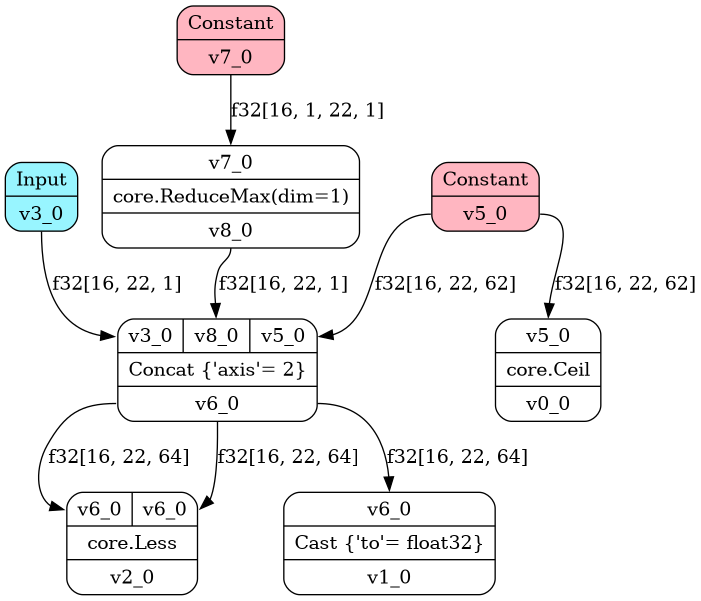 Constant
v7_0
f32[16, 1, 22, 1]
Input
v3_0
v7_0
core.ReduceMax(dim=1)
v8_0
Constant
v5_0
f32[16, 22, 1]
f32[16, 22, 1]
f32[16, 22, 62]
f32[16, 22, 62]
v3_0 v8_0 v5_0
Concat {'axis'= 2}
v6_0
v5_0
core.Ceil
v0_0
f32[16, 22, 64]
f32[16, 22, 64]
f32[16, 22, 64]
v6_0 v6_0
core.Less
v2_0
v6_0
Cast {'to'= float32}
v1_0